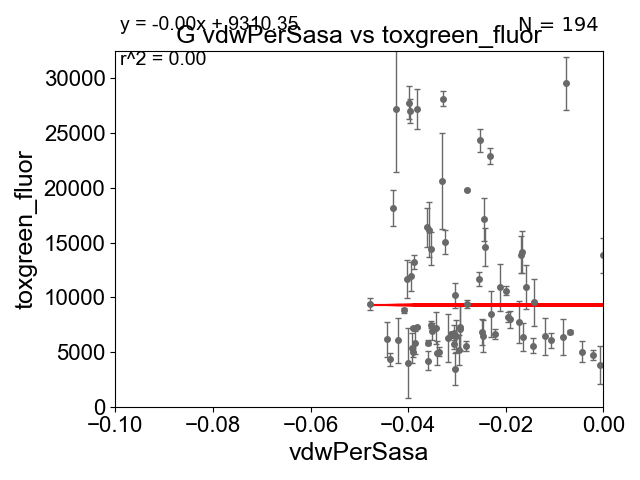 y = -0.00x + 9310.35
N = 194
G vdwPerSasa vs toxgreen_fluor
r^2 = 0.00
30000
25000
20000
15000
10000
5000
0
toxgreen_fluor
−0.10 −0.08 −0.06 −0.04 −0.02 0.00
vdwPerSasa